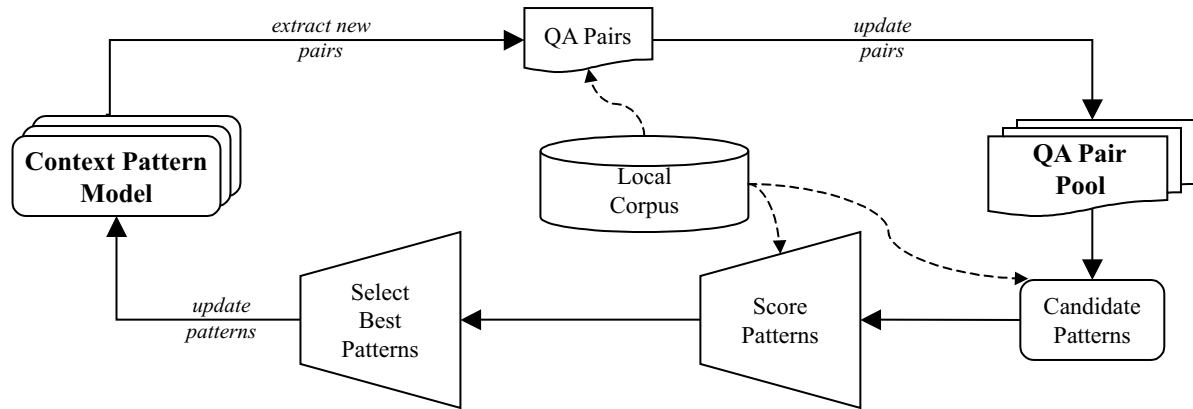 extract new
pairs
QA Pairs
update
pairs
Context Pattern
Model
Local
Corpus
QA Pair
Pool
update
patterns
Select
Best
Patterns
Score
Patterns
Candidate
Patterns